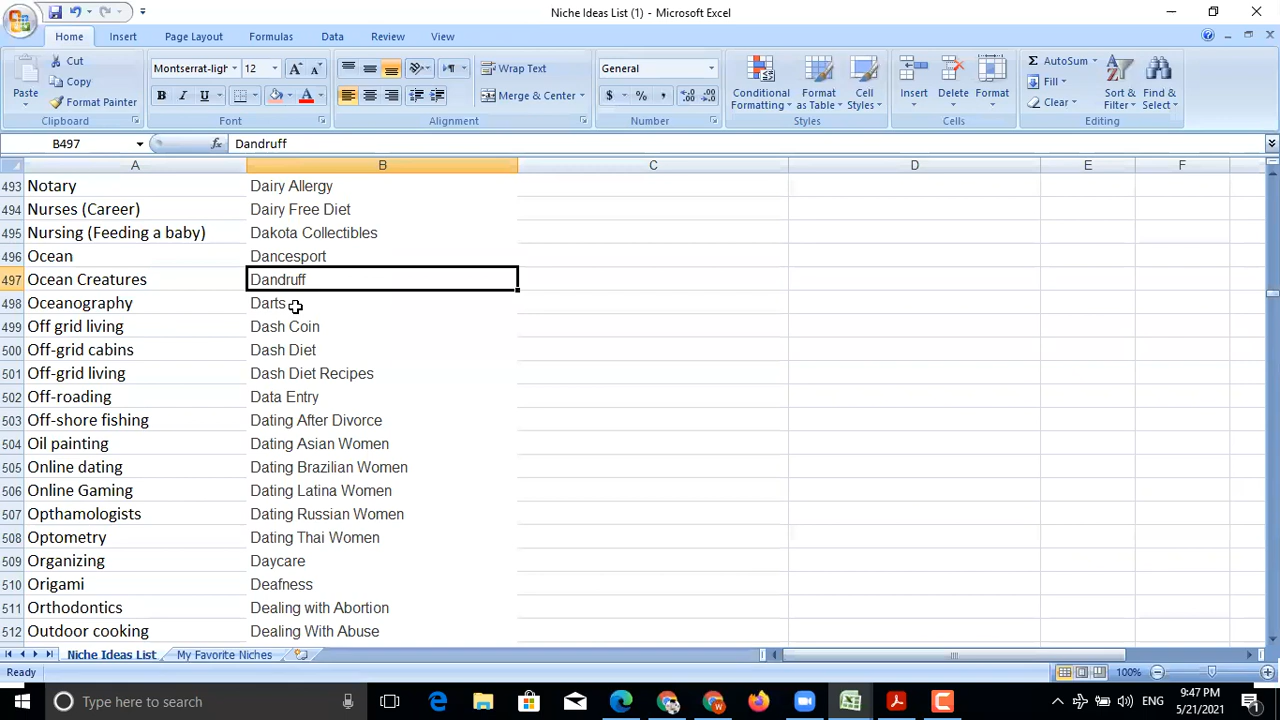 Niche Ideas List (1) - Microsoft Excel
Home Insert Page Layout Formulas Data Review View
Cut
Copy
Format Painter
Paste
Clipboard
Montserrat-ligh 12
B I U
Font
Wrap Text
Merge & Center
Alignment
General
$ % ,
Number
Conditional Formatting
Format as Table
Cell Styles
Styles
Insert Delete Format
Cells
Σ AutoSum
Fill
Clear
Sort & Filter
Find & Select
Editing
B497 fx Dandruff
A B C D E F
493 Notary Dairy Allergy
494 Nurses (Career) Dairy Free Diet
495 Nursing (Feeding a baby) Dakota Collectibles
496 Ocean Dancesport
497 Ocean Creatures Dandruff
498 Oceanography Darts
499 Off grid living Dash Coin
500 Off-grid cabins Dash Diet
501 Off-grid living Dash Diet Recipes
502 Off-roading Data Entry
503 Off-shore fishing Dating After Divorce
504 Oil painting Dating Asian Women
505 Online dating Dating Brazilian Women
506 Online Gaming Dating Latina Women
507 Opthamologists Dating Russian Women
508 Optometry Dating Thai Women
509 Organizing Daycare
510 Origami Deafness
511 Orthodontics Dealing with Abortion
512 Outdoor cooking Dealing With Abuse
Niche Ideas List My Favorite Niches
Ready 100%
Type here to search
ENG
9:47 PM
5/21/2021